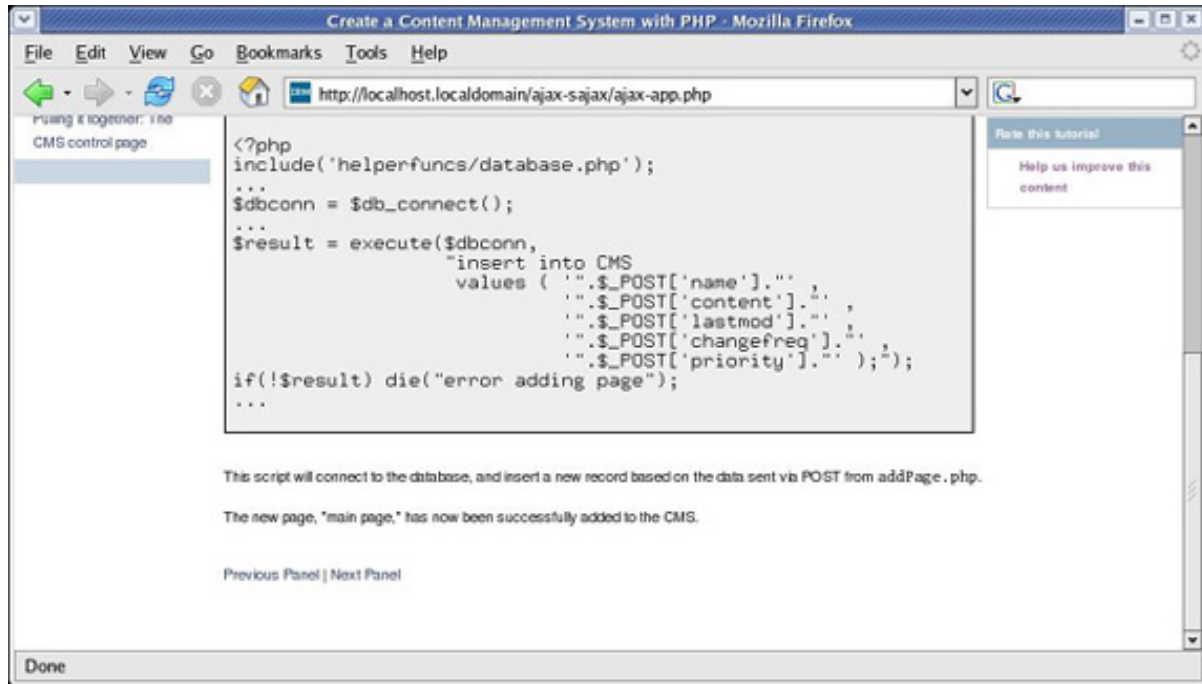 Create a Content Management System with PHP - Mozilla Firefox
File Edit View Go Bookmarks Tools Help
http://localhost.localdomain/ajax-sajax/ajax-app.php
G
Pulling it together: The
CMS control page
<?php
include('helperfuncs/database.php');
...
$dbconn = $db_connect();
...
$result = execute($dbconn,
"insert into CMS
values ( '".$_POST['name']."' ,
'".$_POST['content']."' ,
'".$_POST['lastmod']."' ,
'".$_POST['changefreq']."' ,
'".$_POST['priority']."' );");
if(!$result) die("error adding page");
...
Rate this tutorial
Help us improve this
content
This script will connect to the database, and insert a new record based on the data sent via POST from addPage.php.
The new page, "main page," has now been successfully added to the CMS.
Previous Panel | Next Panel
Done